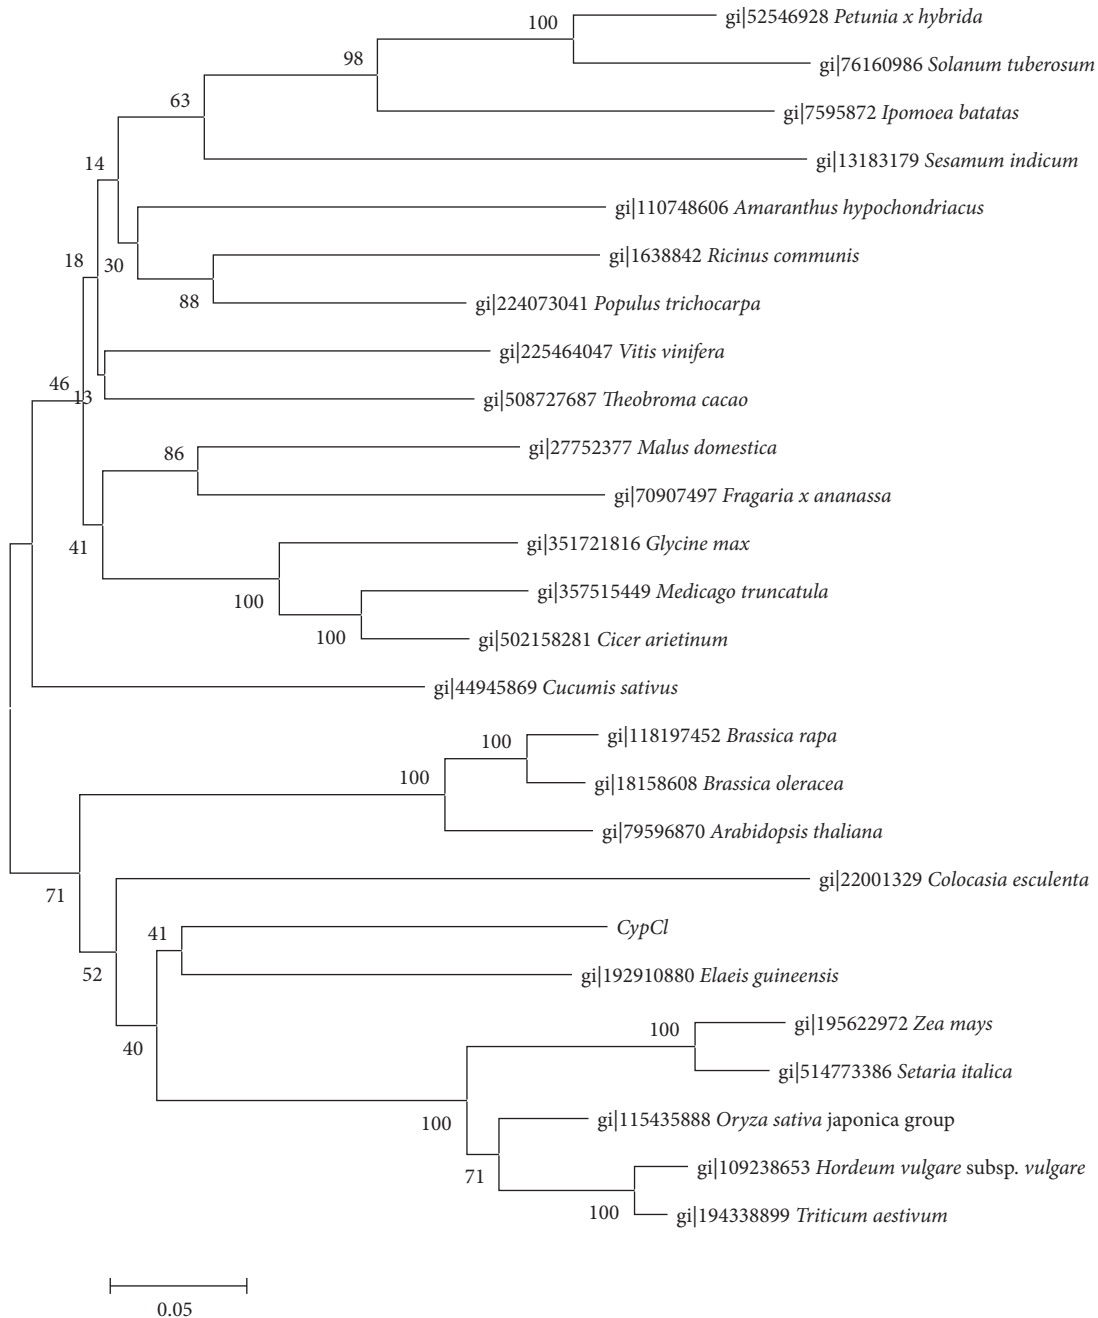 100
gi|52546928 Petunia x hybrida
98
gi|76160986 Solanum tuberosum
63
gi|7595872 Ipomoea batatas
14
gi|13183179 Sesamum indicum
gi|110748606 Amaranthus hypochondriacus
18
30
gi|1638842 Ricinus communis
88
gi|224073041 Populus trichocarpa
gi|225464047 Vitis vinifera
46
13
gi|508727687 Theobroma cacao
86
gi|27752377 Malus domestica
gi|70907497 Fragaria x ananassa
41
gi|351721816 Glycine max
100
gi|357515449 Medicago truncatula
100
gi|502158281 Cicer arietinum
gi|44945869 Cucumis sativus
100
gi|118197452 Brassica rapa
100
gi|18158608 Brassica oleracea
gi|79596870 Arabidopsis thaliana
71
gi|22001329 Colocasia esculenta
41
CypCl
52
gi|192910880 Elaeis guineensis
40
100
gi|195622972 Zea mays
gi|514773386 Setaria italica
100
gi|115435888 Oryza sativa japonica group
71
gi|109238653 Hordeum vulgare subsp. vulgare
100
gi|194338899 Triticum aestivum
0.05